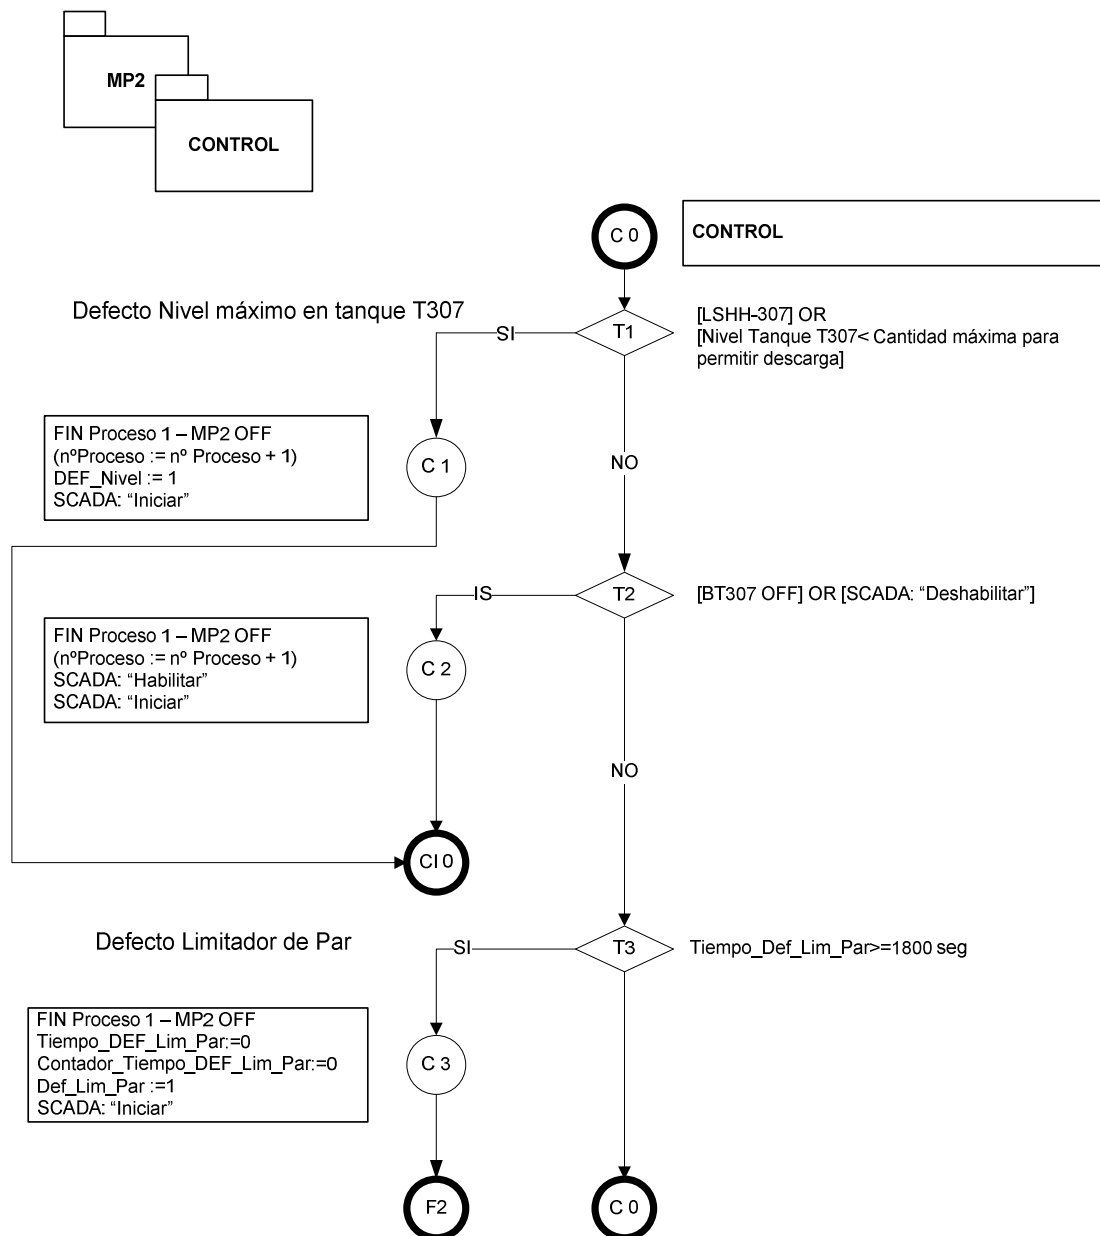 MP2
CONTROL
C 0
CONTROL
Defecto Nivel máximo en tanque T307
SI
T1
[LSHH-307] OR
[Nivel Tanque T307< Cantidad máxima para
permitir descarga]
FIN Proceso 1 – MP2 OFF
(nºProceso := nº Proceso + 1)
DEF_Nivel := 1
SCADA: “Iniciar”
C 1
NO
IS
T2
[BT307 OFF] OR [SCADA: “Deshabilitar”]
FIN Proceso 1 – MP2 OFF
(nºProceso := nº Proceso + 1)
SCADA: “Habilitar”
SCADA: “Iniciar”
C 2
NO
CI 0
Defecto Limitador de Par
SI
T3
Tiempo_Def_Lim_Par>=1800 seg
FIN Proceso 1 – MP2 OFF
Tiempo_DEF_Lim_Par:=0
Contador_Tiempo_DEF_Lim_Par:=0
Def_Lim_Par :=1
SCADA: “Iniciar”
C 3
F2
C 0